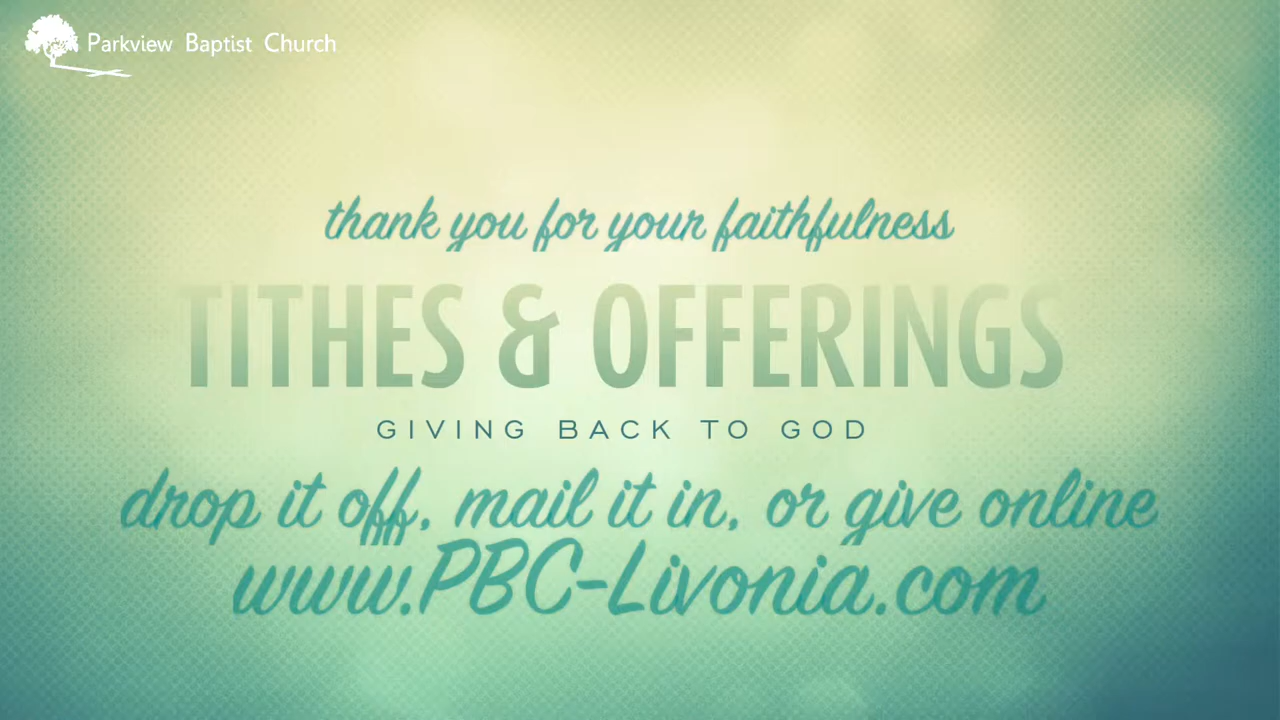 Parkview Baptist Church
thank you for your faithfulness
TITHES & OFFERINGS
GIVING BACK TO GOD
drop it off, mail it in, or give online
www.PBC-Livonia.com